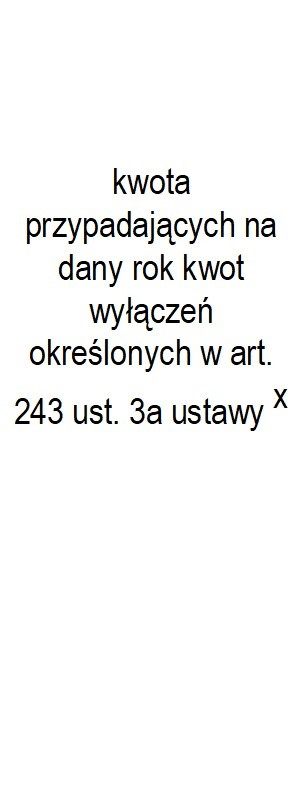 kwota
przypadających na
dany rok kwot
wyłączeń
określonych w art.
243 ust. 3a ustawy x